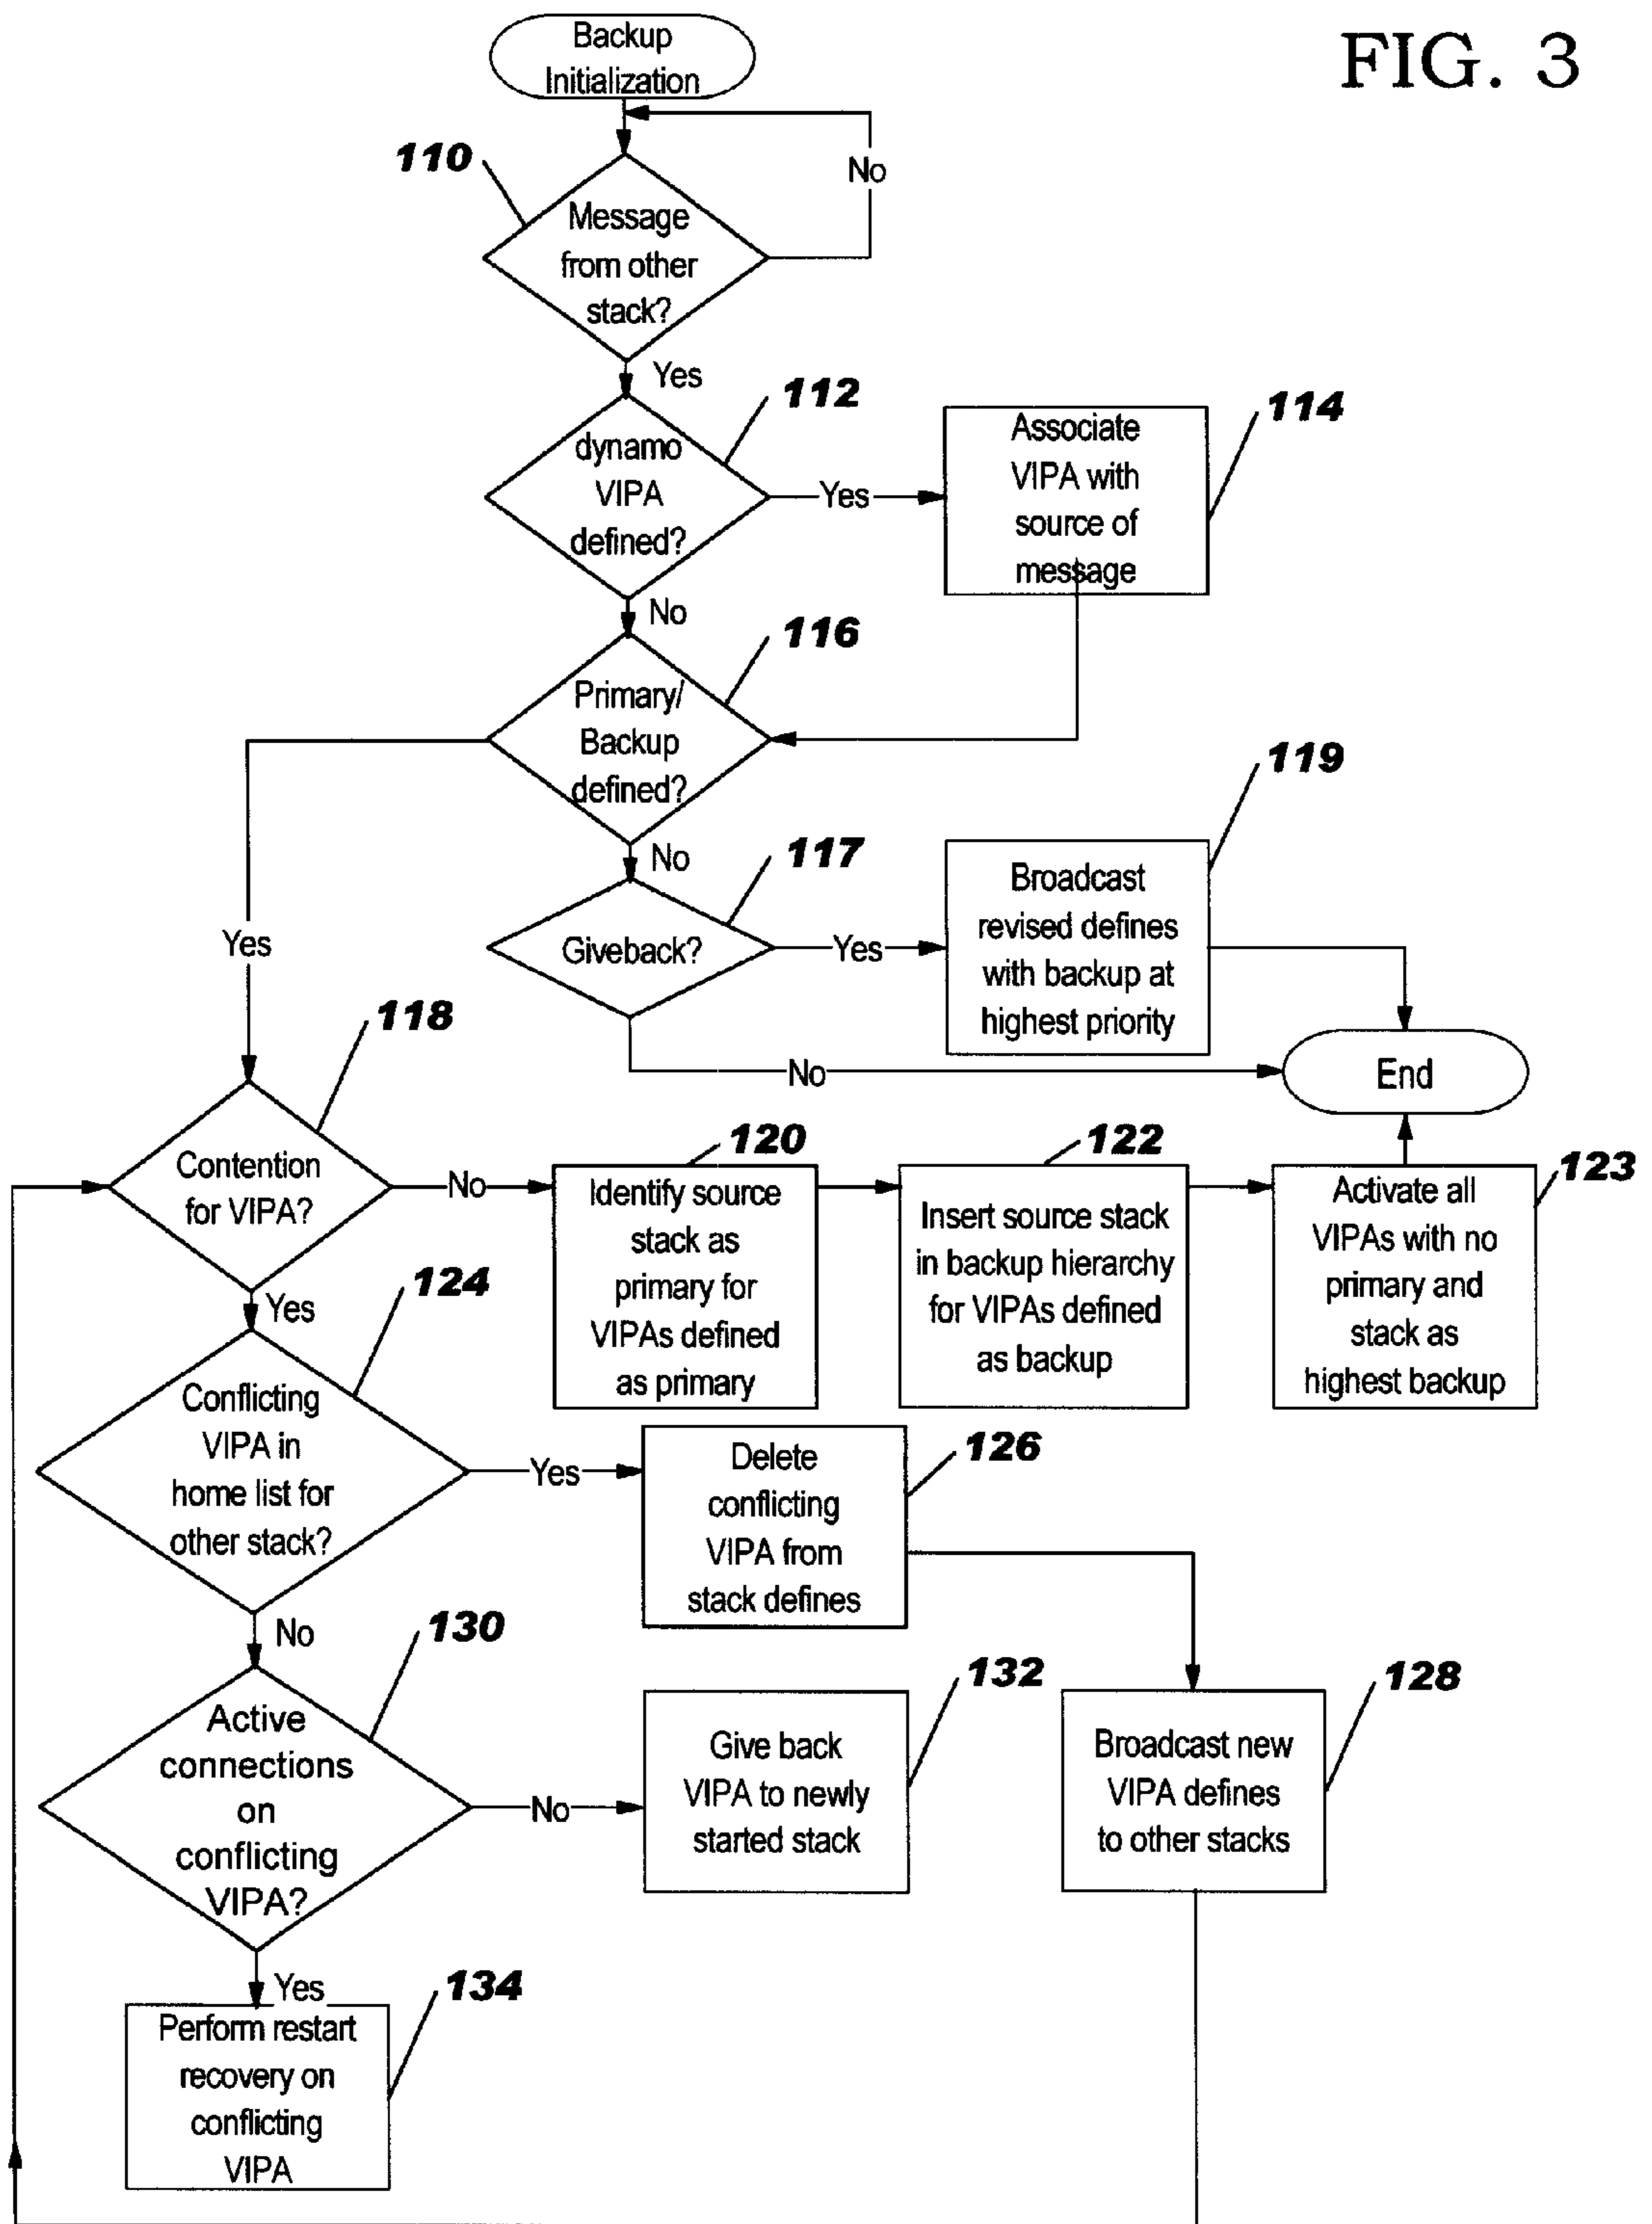 FIG. 3
Backup
Initialization
110
No
Message
from other
stack?
Yes
112
dynamo
VIPA
defined?
Yes
114
Associate
VIPA with
source of
message
No
116
Primary/
Backup
defined?
119
No
117
Giveback?
Yes
Broadcast
revised defines
with backup at
highest priority
Yes
118
No
End
Contention
for VIPA?
No
120
Identify source
stack as
primary for
VIPAs defined
as primary
122
Insert source stack
in backup hierarchy
for VIPAs defined
as backup
123
Activate all
VIPAs with no
primary and
stack as
highest backup
Yes
124
Conflicting
VIPA in
home list for
other stack?
Yes
126
Delete
conflicting
VIPA from
stack defines
No
130
Active
connections
on
conflicting
VIPA?
No
132
Give back
VIPA to newly
started stack
128
Broadcast new
VIPA defines
to other stacks
Yes
134
Perform restart
recovery on
conflicting
VIPA